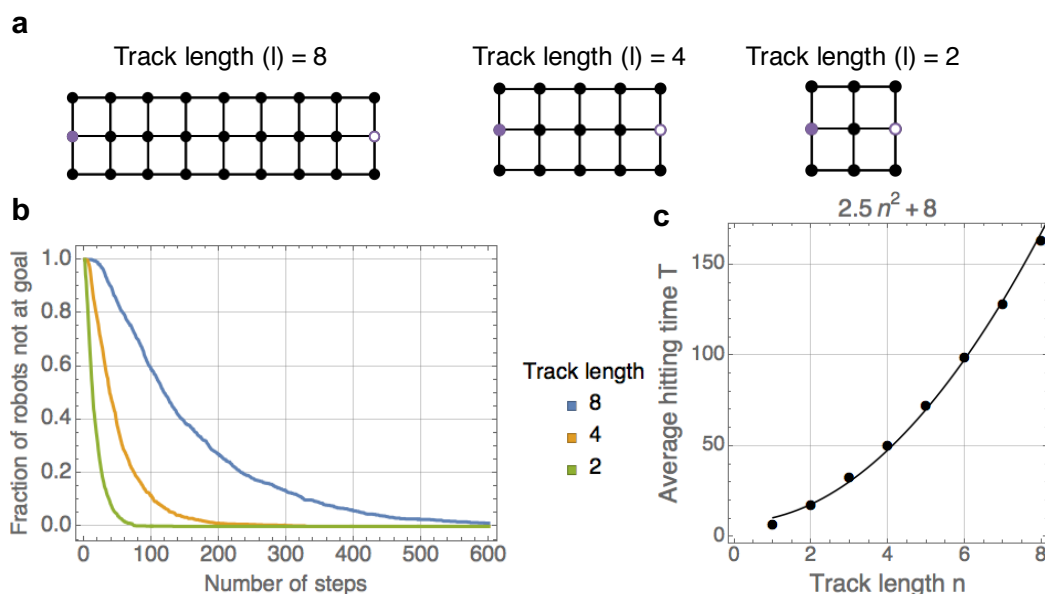 a
Track length (l) = 8
Track length (l) = 4
Track length (l) = 2
b
Fraction of robots not at goal
1.0
0.8
0.6
0.4
0.2
0.0
0 100 200 300 400 500 600
Number of steps
Track length
8
4
2
c
2.5 n² + 8
Average hitting time T
150
100
50
0
0 2 4 6 8
Track length n